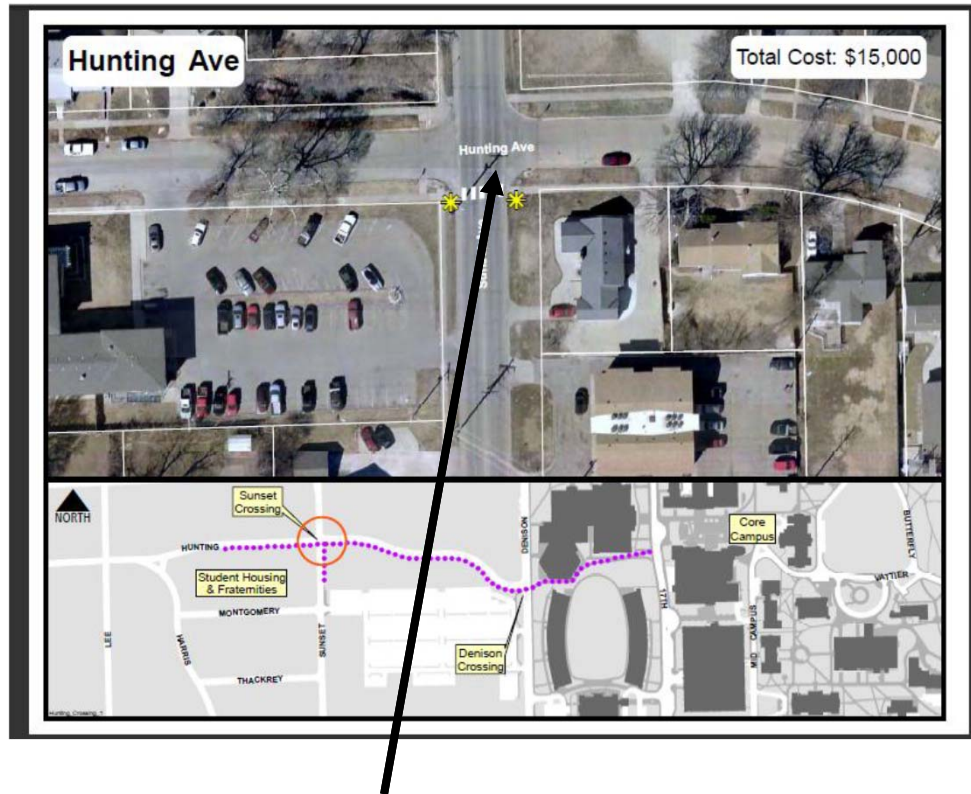 Hunting Ave
Total Cost: $15,000
Hunting Ave
NORTH
Sunset
Crossing
HUNTING
Student Housing
& Fraternities
MONTGOMERY
LEE
HARRIS
SUNSET
THACKREY
DENISON
Denison
Crossing
17TH
Core
Campus
MID CAMPUS
BUTTERFLY
VATTIER
Hunting_Crossing_1